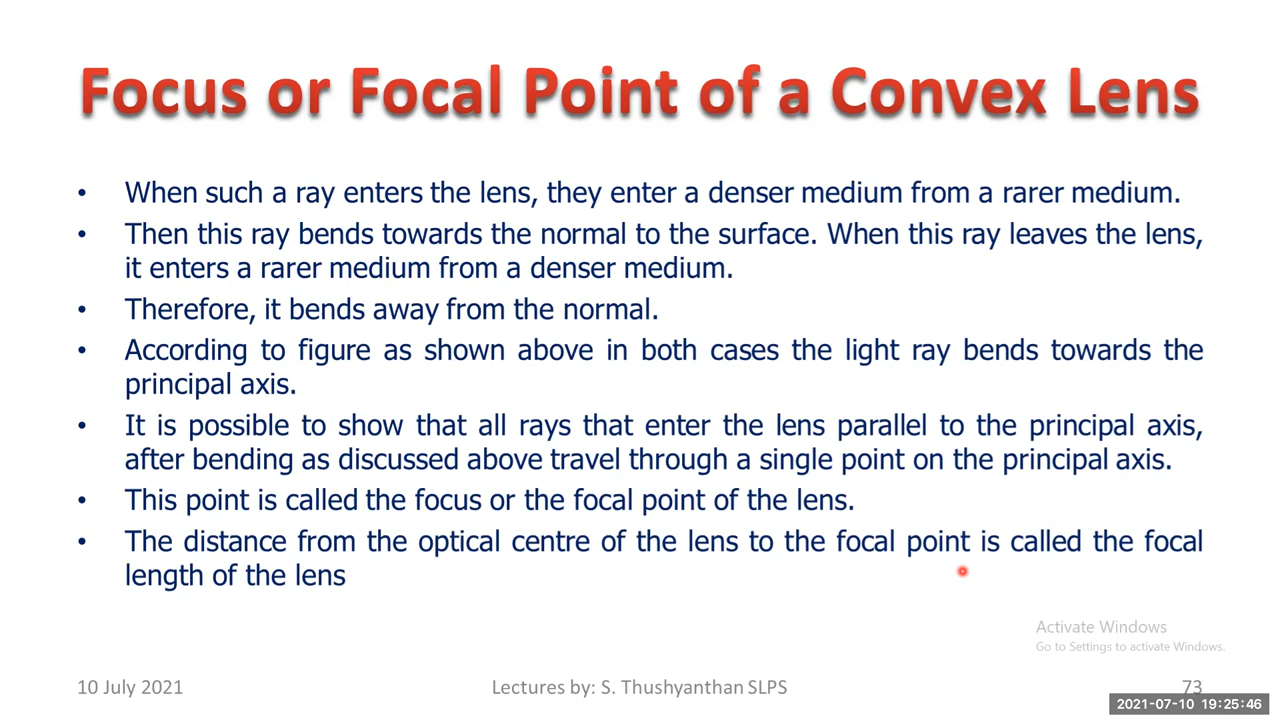 Focus or Focal Point of a Convex Lens
• When such a ray enters the lens, they enter a denser medium from a rarer medium.
• Then this ray bends towards the normal to the surface. When this ray leaves the lens,
it enters a rarer medium from a denser medium.
• Therefore, it bends away from the normal.
• According to figure as shown above in both cases the light ray bends towards the
principal axis.
• It is possible to show that all rays that enter the lens parallel to the principal axis,
after bending as discussed above travel through a single point on the principal axis.
• This point is called the focus or the focal point of the lens.
• The distance from the optical centre of the lens to the focal point is called the focal
length of the lens
Activate Windows
Go to Settings to activate Windows.
10 July 2021
Lectures by: S. Thushyanthan SLPS
73
2021-07-10 19:25:46